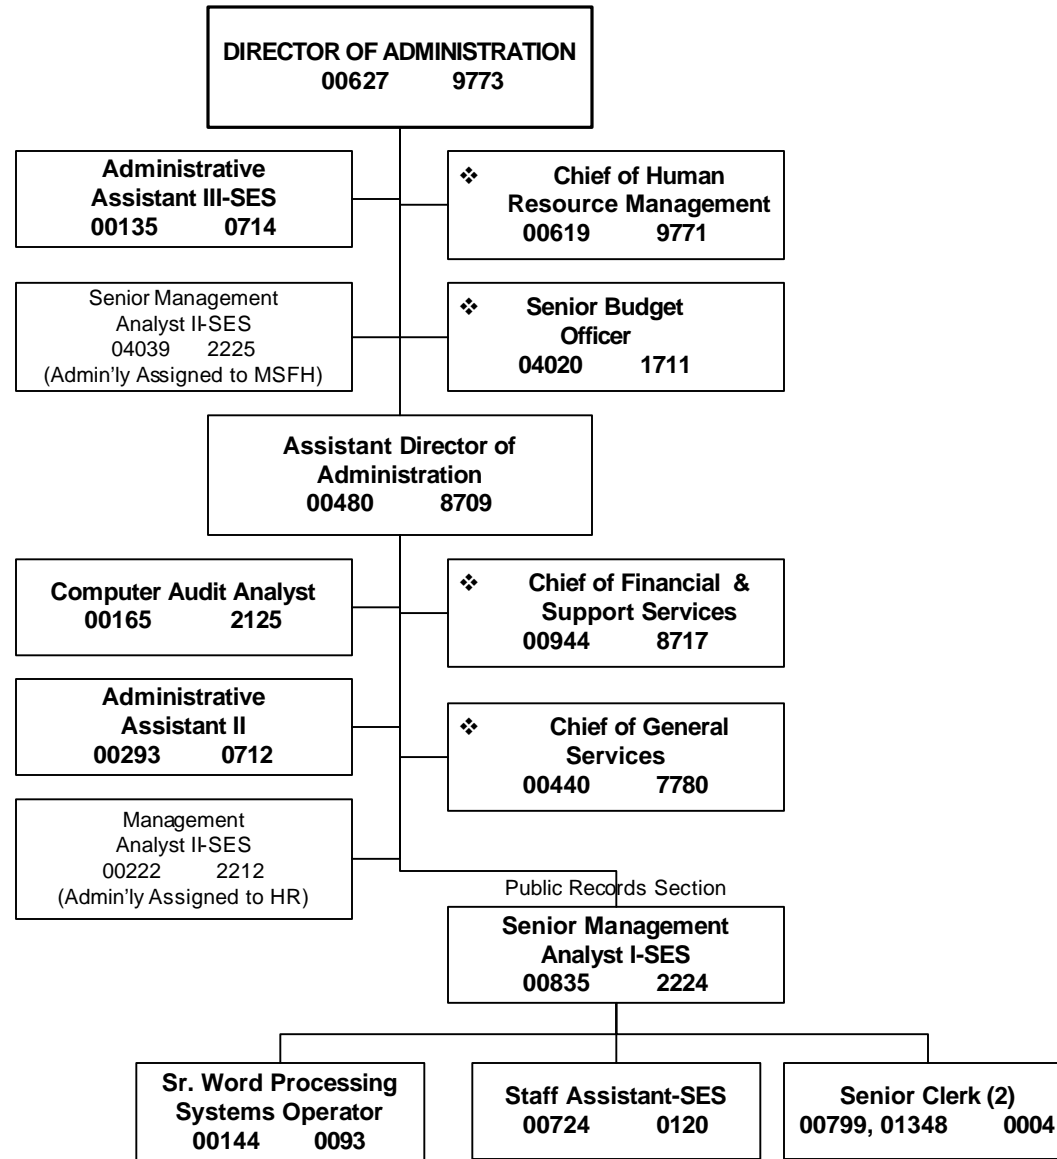 DIRECTOR OF ADMINISTRATION
00627 9773
Administrative
Assistant III-SES
00135 0714
❖ Chief of Human
Resource Management
00619 9771
Senior Management
Analyst II-SES
04039 2225
(Admin'ly Assigned to MSFH)
❖ Senior Budget
Officer
04020 1711
Assistant Director of
Administration
00480 8709
Computer Audit Analyst
00165 2125
❖ Chief of Financial &
Support Services
00944 8717
Administrative
Assistant II
00293 0712
❖ Chief of General
Services
00440 7780
Management
Analyst II-SES
00222 2212
(Admin'ly Assigned to HR)
Public Records Section
Senior Management
Analyst I-SES
00835 2224
Sr. Word Processing
Systems Operator
00144 0093
Staff Assistant-SES
00724 0120
Senior Clerk (2)
00799, 01348 0004